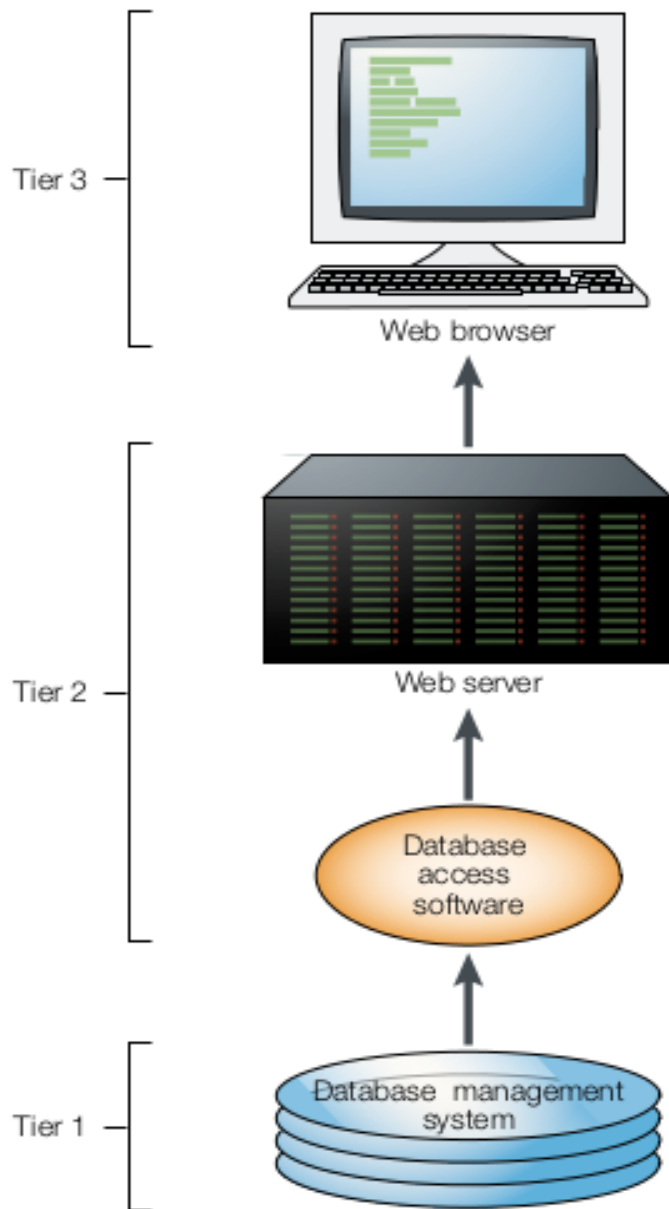 Tier 3
Web browser
Tier 2
Web server
Database
access
software
Tier 1
Database management
system